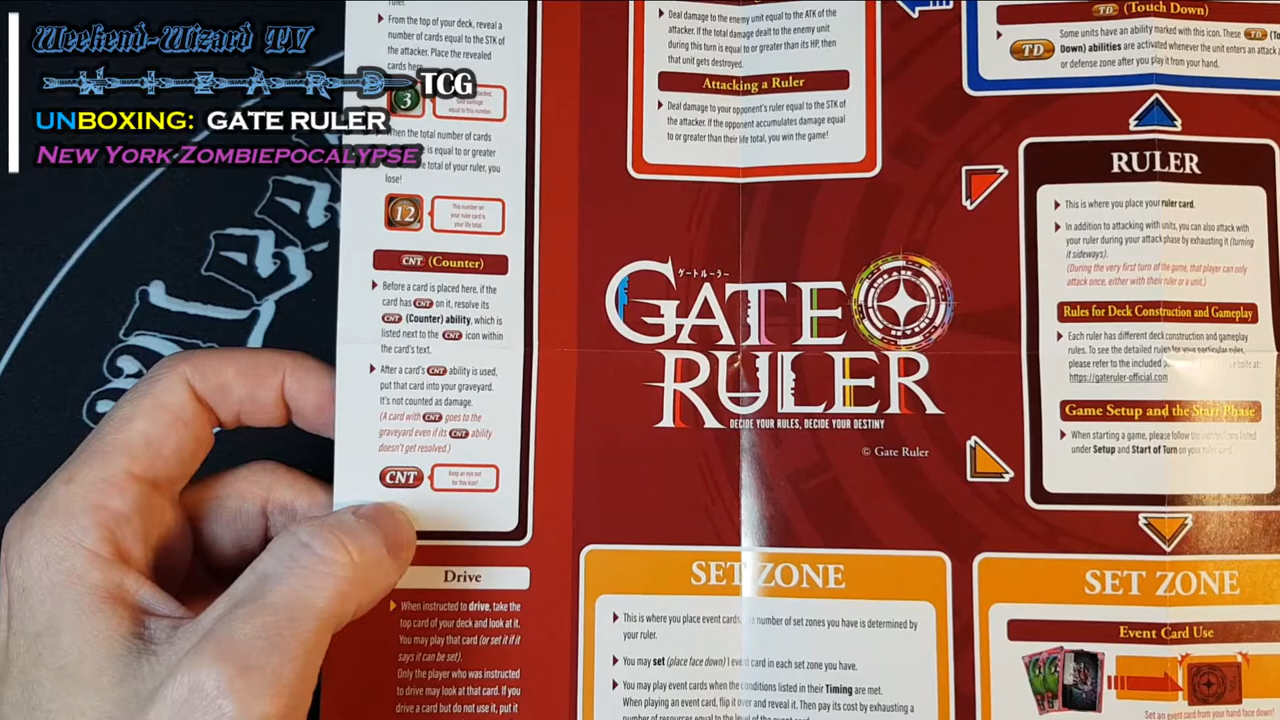 Weekend-Wizard TV
WIZARD TCG
UNBOXING: GATE RULER
NEW YORK ZOMBIEPOCALYPSE
ruler.
From the top of your deck, reveal a
number of cards equal to the STK of
the attacker. Place the revealed
cards here.
3
equal to this number.
When the total number of cards
is equal to or greater
life total of your ruler, you
lose!
12
This number on
your ruler card is
your life total.
CNT (Counter)
Before a card is placed here, if the
card has CNT on it, resolve its
CNT (Counter) ability, which is
listed next to the CNT icon within
the card's text.
After a card's CNT ability is used,
put that card into your graveyard.
It's not counted as damage.
(A card with CNT goes to the
graveyard even if its CNT ability
doesn't get resolved.)
CNT
Keep an eye out
for this icon!
Drive
When instructed to drive, take the
top card of your deck and look at it.
You may play that card (or set it if it
says it can be set).
Only the player who was instructed
to drive may look at that card. If you
drive a card but do not use it, put it
Deal damage to the enemy unit equal to the ATK of the
attacker. If the total damage dealt to the enemy unit
during this turn is equal to or greater than its HP, then
that unit gets destroyed.
Attacking a Ruler
Deal damage to your opponent's ruler equal to the STK of
the attacker. If the opponent accumulates damage equal
to or greater than their life total, you win the game!
ゲートルーラー
GATE
RULER
DECIDE YOUR RULES, DECIDE YOUR DESTINY
© Gate Ruler
SET ZONE
This is where you place event cards. number of set zones you have is determined by
your ruler.
You may set (place face down) 1 event card in each set zone you have.
You may play event cards when the conditions listed in their Timing are met.
When playing an event card, flip it over and reveal it. Then pay its cost by exhausting a
number of resources equal to the level of the event card.
TD (Touch Down)
Some units have an ability marked with this icon. These TD (To
TD Down) abilities are activated whenever the unit enters an attack
or defense zone after you play it from your hand.
RULER
This is where you place your ruler card.
In addition to attacking with units, you can also attack with
your ruler during your attack phase by exhausting it (turning
it sideways).
(During the very first turn of the game, that player can only
attack once, either with their ruler or a unit.)
Rules for Deck Construction and Gameplay
Each ruler has different deck construction and gameplay
rules. To see the detailed rules for your particular ruler,
please refer to the included site at:
https://gateruler-official.com
Game Setup and the Start Phase
When starting a game, please follow the instructions listed
under Setup and Start of Turn on your ruler card.
SET ZONE
Event Card Use
Set an event card from your hand face down!